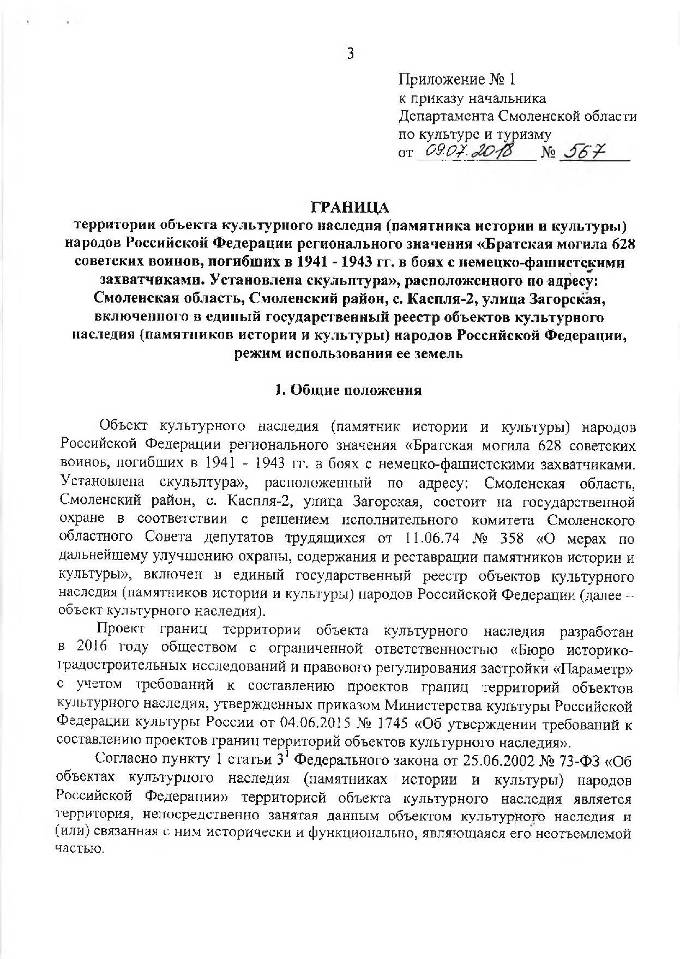 3
Приложение № 1
к приказу начальника
Департамента Смоленской области
по культуре и туризму
от 09.07.2018 № 567
ГРАНИЦА
территории объекта культурного наследия (памятника истории и культуры)
народов Российской Федерации регионального значения «Братская могила 628
советских воинов, погибших в 1941 - 1943 гг. в боях с немецко-фашистскими
захватчиками. Установлена скульптура», расположенного по адресу:
Смоленская область, Смоленский район, с. Каспля-2, улица Загорская,
включенного в единый государственный реестр объектов культурного
наследия (памятников истории и культуры) народов Российской Федерации,
режим использования ее земель
1. Общие положения
Объект культурного наследия (памятник истории и культуры) народов
Российской Федерации регионального значения «Братская могила 628 советских
воинов, погибших в 1941 - 1943 гг. в боях с немецко-фашистскими захватчиками.
Установлена скульптура», расположенный по адресу: Смоленская область,
Смоленский район, с. Каспля-2, улица Загорская, состоит на государственной
охране в соответствии с решением исполнительного комитета Смоленского
областного Совета депутатов трудящихся от 11.06.74 № 358 «О мерах по
дальнейшему улучшению охраны, содержания и реставрации памятников истории и
культуры», включен в единый государственный реестр объектов культурного
наследия (памятников истории и культуры) народов Российской Федерации (далее –
объект культурного наследия).
Проект границ территории объекта культурного наследия разработан
в 2016 году обществом с ограниченной ответственностью «Бюро историко-
градостроительных исследований и правового регулирования застройки «Параметр»
с учетом требований к составлению проектов границ территорий объектов
культурного наследия, утвержденных приказом Министерства культуры Российской
Федерации культуры России от 04.06.2015 № 1745 «Об утверждении требований к
составлению проектов границ территорий объектов культурного наследия».
Согласно пункту 1 статьи 3¹ Федерального закона от 25.06.2002 № 73-ФЗ «Об
объектах культурного наследия (памятниках истории и культуры) народов
Российской Федерации» территорией объекта культурного наследия является
территория, непосредственно занятая данным объектом культурного наследия и
(или) связанная с ним исторически и функционально, являющаяся его неотъемлемой
частью.